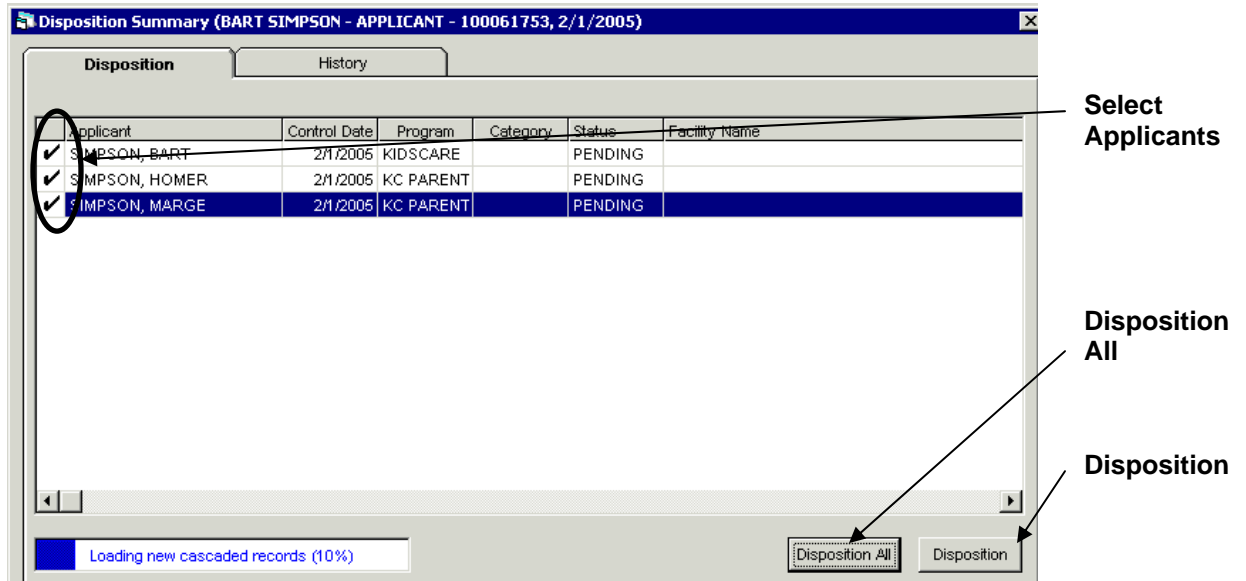 Disposition Summary (BART SIMPSON - APPLICANT - 100061753, 2/1/2005)
Disposition History
Select
Applicants
Applicant Control Date Program Category Status Facility Name
SIMPSON, BART 2/1/2005 KIDSCARE PENDING
SIMPSON, HOMER 2/1/2005 KC PARENT PENDING
SIMPSON, MARGE 2/1/2005 KC PARENT PENDING
Disposition
All
Disposition
Loading new cascaded records (10%) Disposition All Disposition